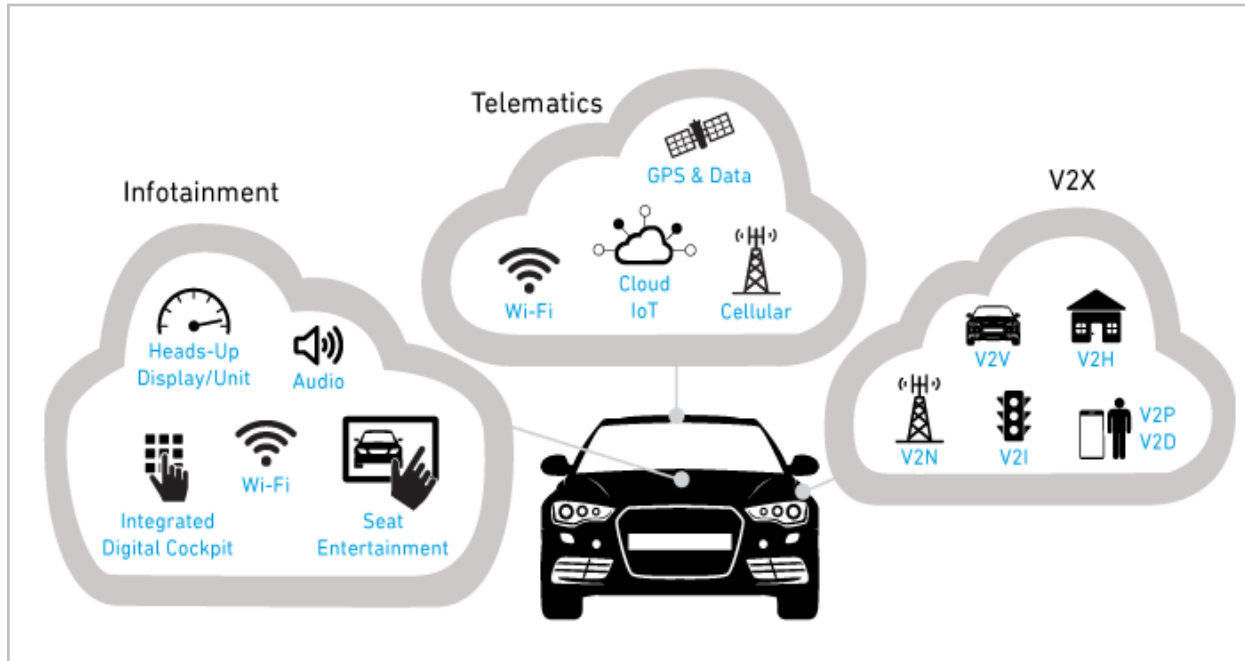 Telematics
GPS & Data
Wi-Fi
Cloud
IoT
Cellular
Infotainment
Heads-Up
Display/Unit
Audio
Wi-Fi
Integrated
Digital Cockpit
Seat
Entertainment
V2X
V2V
V2H
V2N
V2I
V2P
V2D